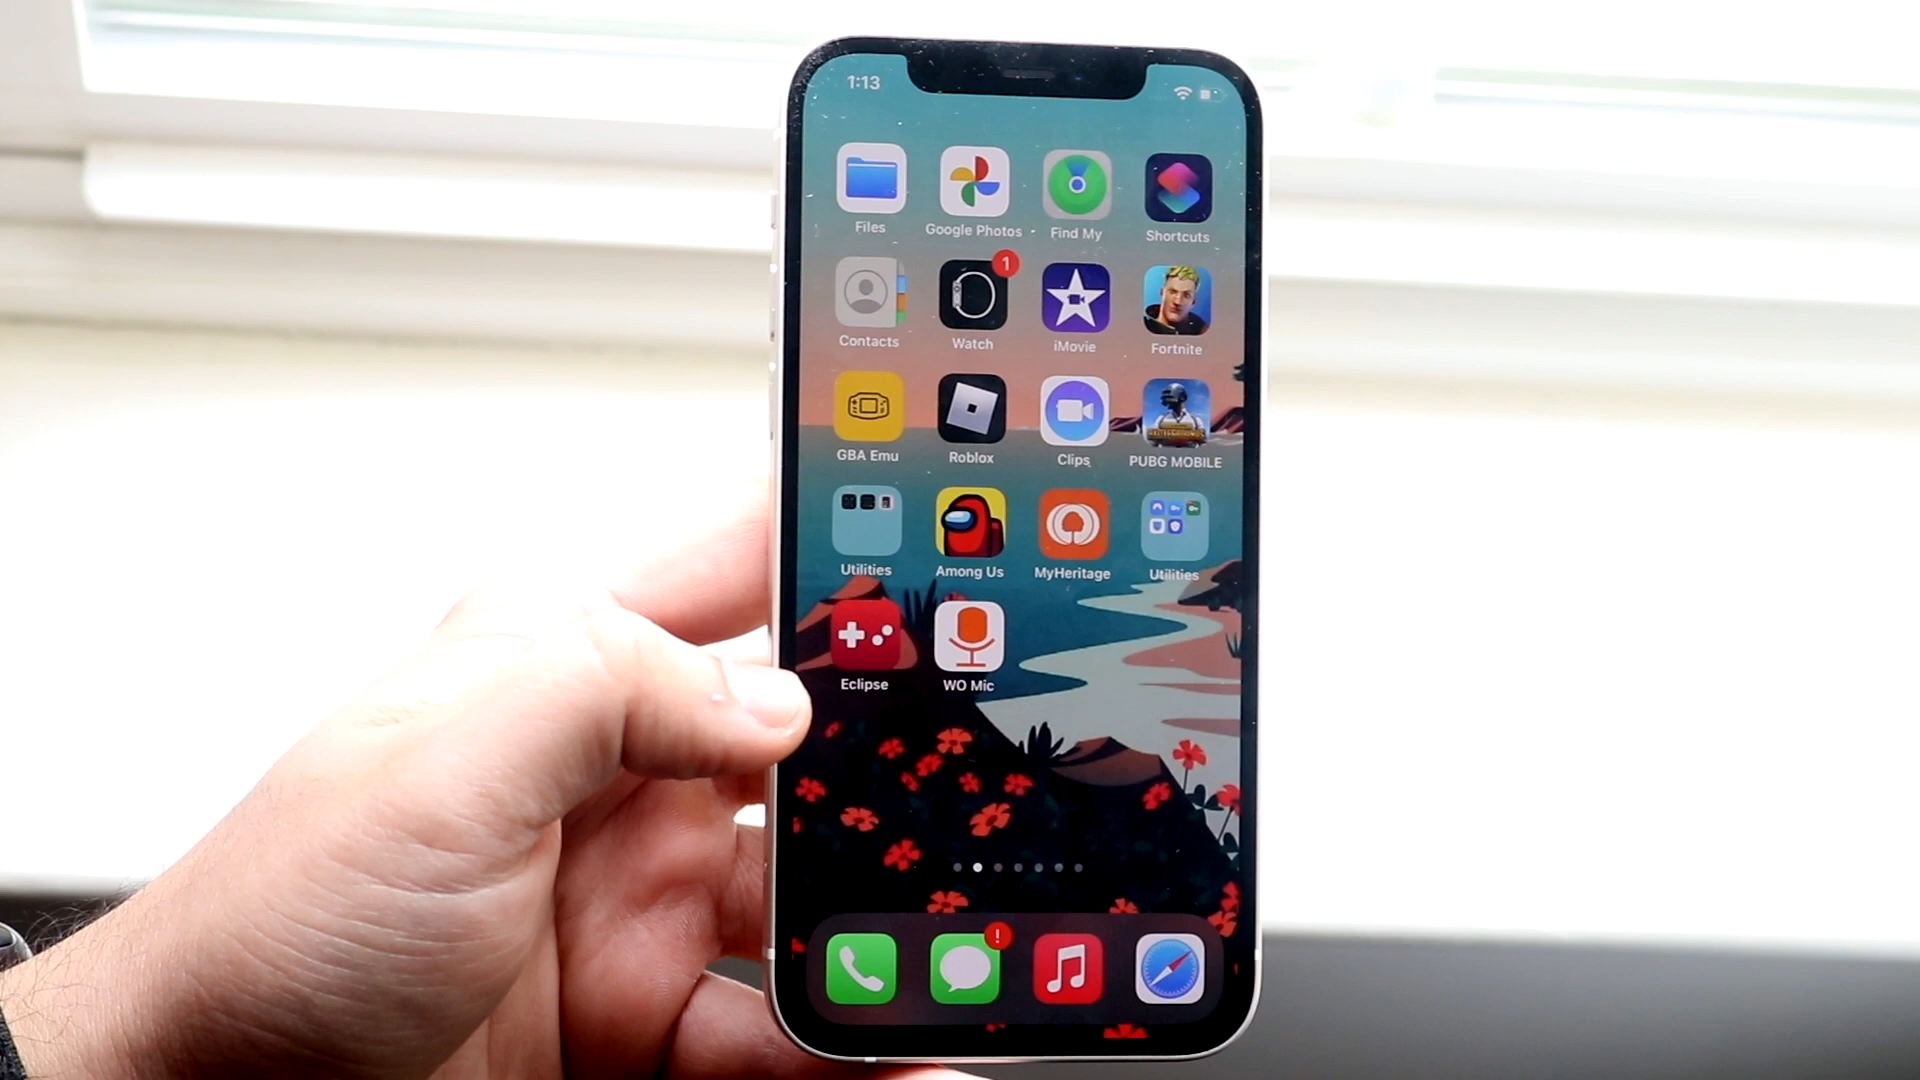 1:13
Files
Google Photos
Find My
Shortcuts
1
Contacts
Watch
iMovie
Fortnite
GBA Emu
Roblox
Clips
PUBG MOBILE
Utilities
Among Us
MyHeritage
Utilities
Eclipse
WO Mic
!